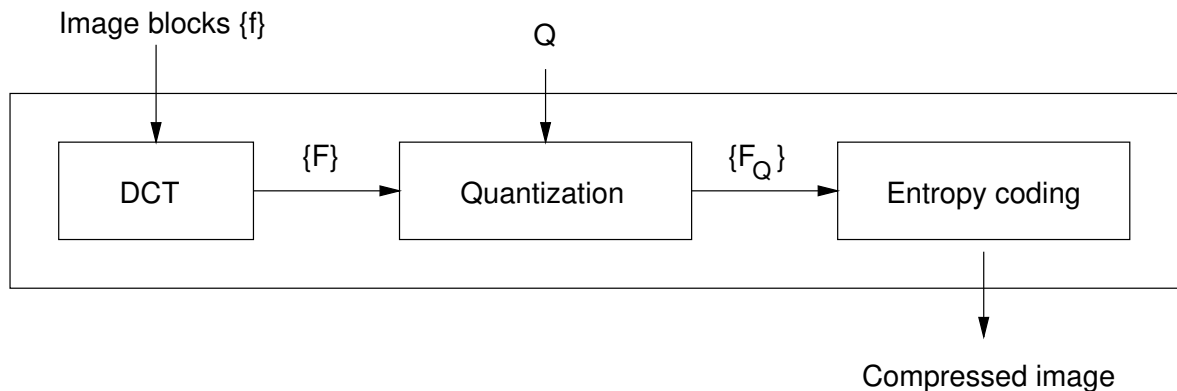 Image blocks {f}
Q
DCT
{F}
Quantization
{F_Q}
Entropy coding
Compressed image